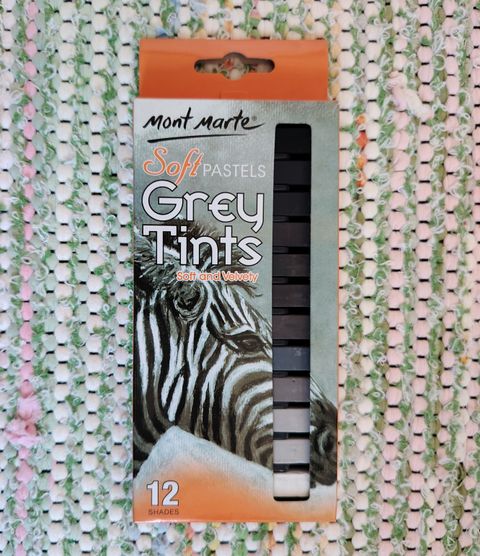 Mont Marte®
Soft PASTELS
Grey
Tints
Soft and Velvety
12
SHADES